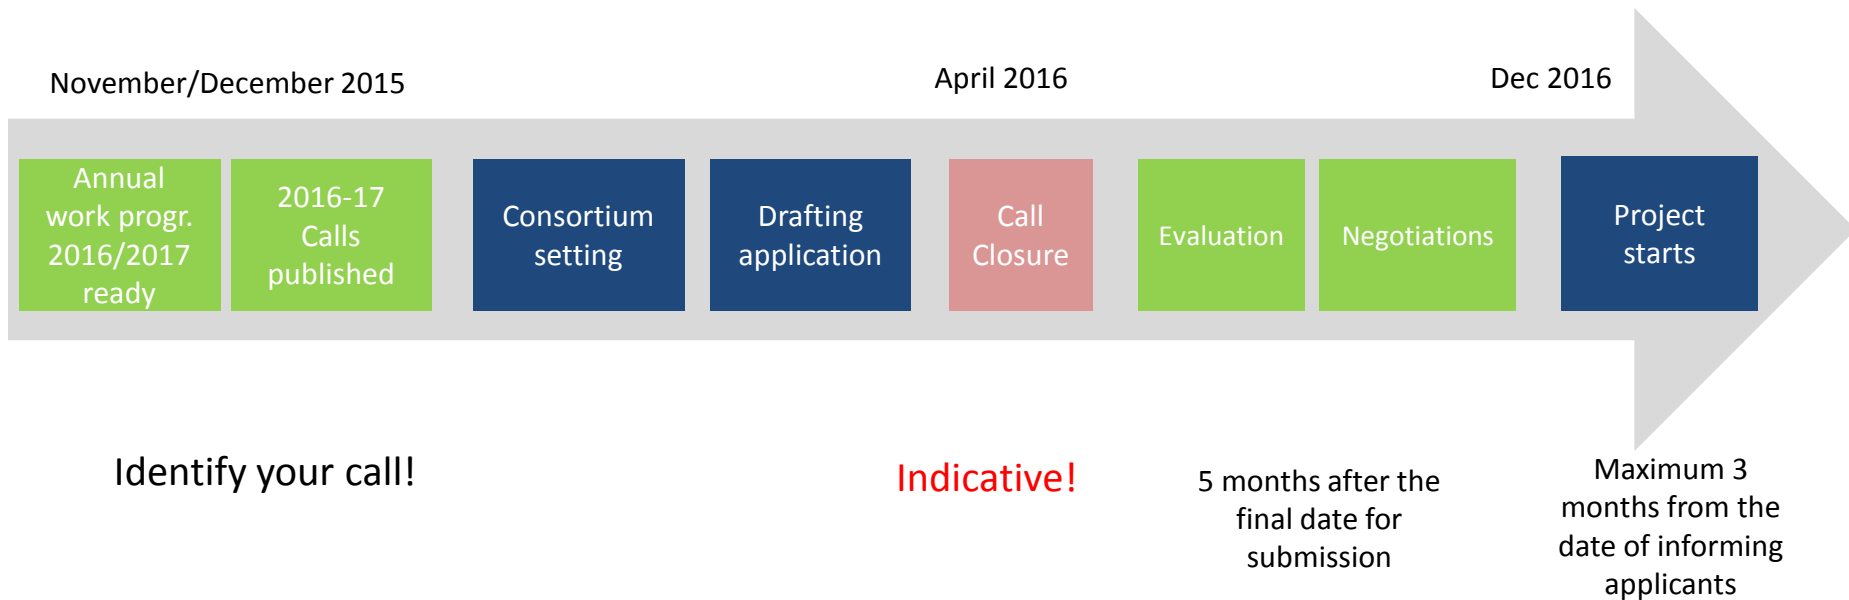 November/December 2015
April 2016
Dec 2016
Annual
work progr.
2016/2017
ready
2016-17
Calls
published
Consortium
setting
Drafting
application
Call
Closure
Evaluation
Negotiations
Project
starts
Identify your call!
Indicative!
5 months after the
final date for
submission
Maximum 3
months from the
date of informing
applicants